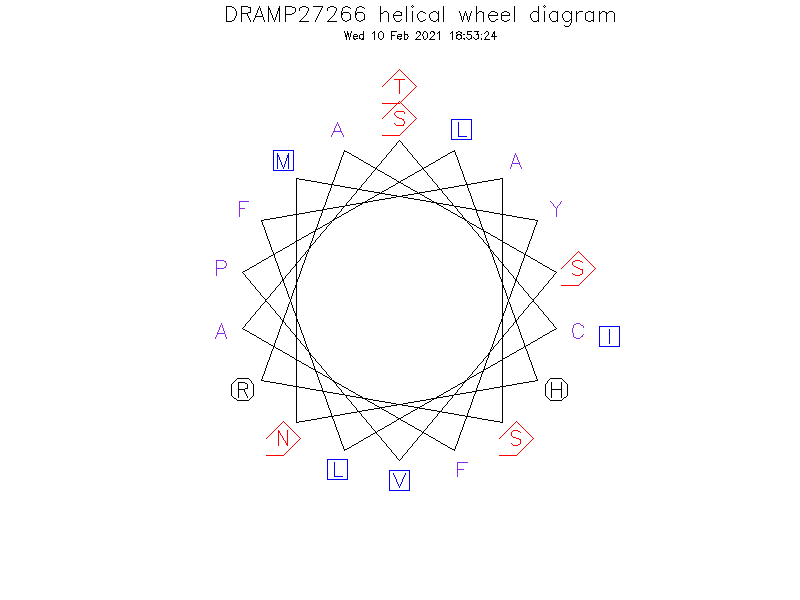 DRAMP27266 helical wheel diagram
Wed 10 Feb 2021 18:53:24
T
S
A L
M A
F Y
P S
A C I
R H
N S
L F
V